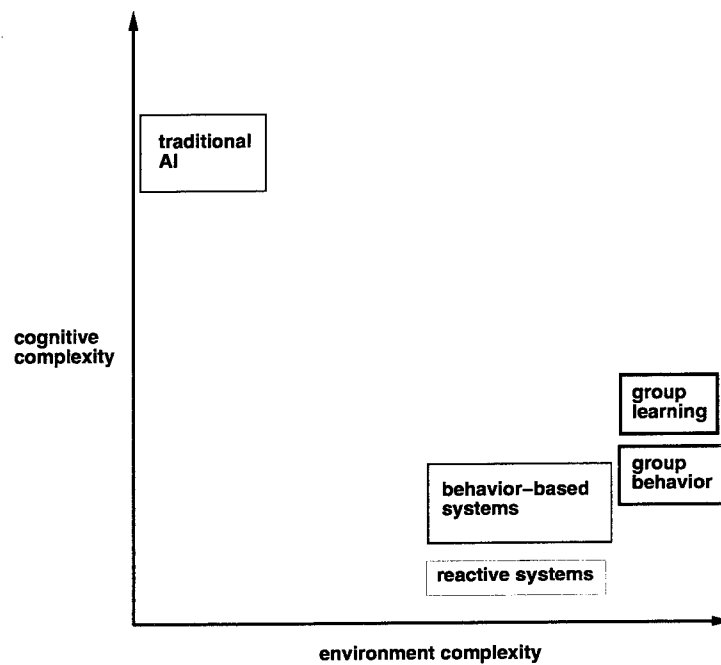 traditional
AI
cognitive
complexity
group
learning
group
behavior
behavior–based
systems
reactive systems
environment complexity